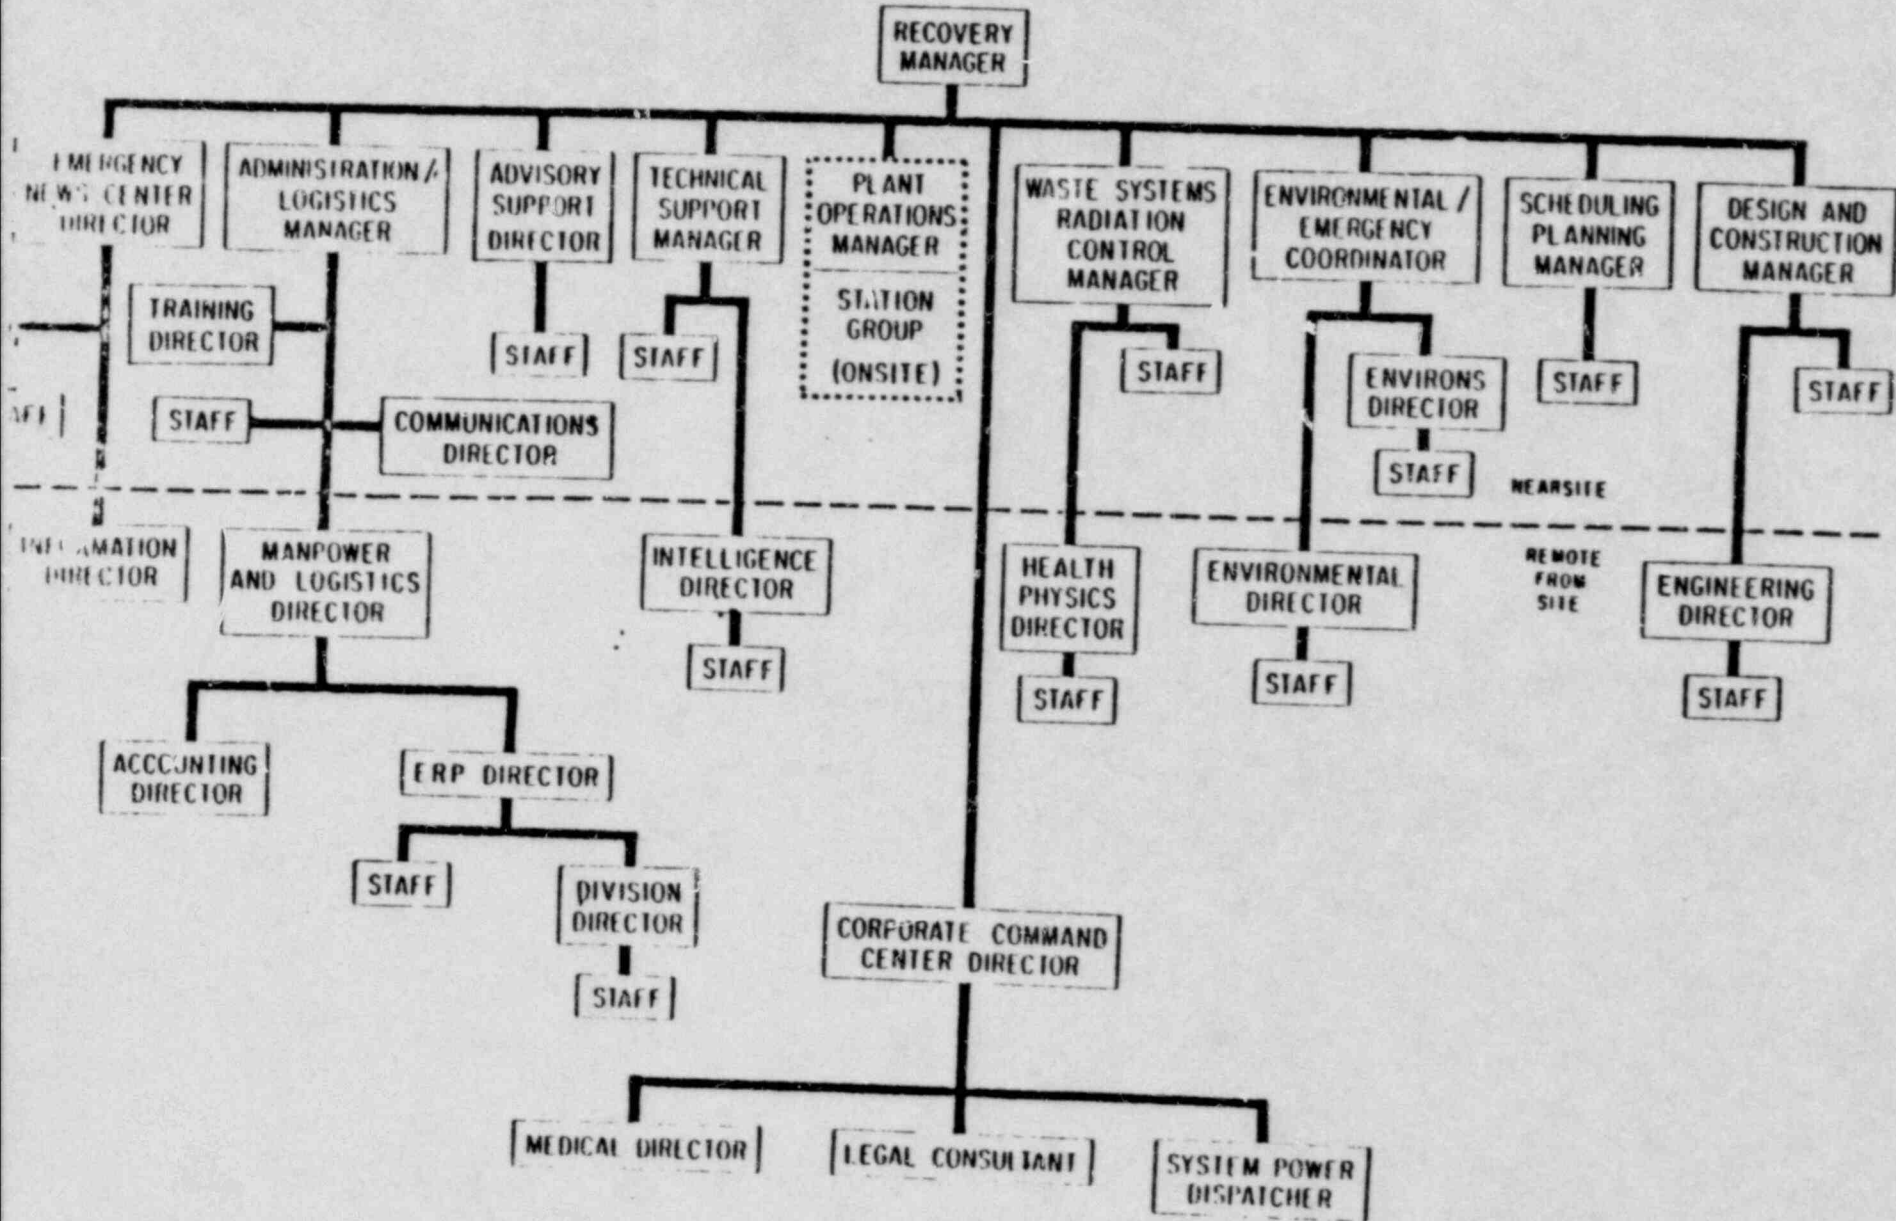 RECOVERY
MANAGER
EMERGENCY
NEWS CENTER
DIRECTOR
ADMINISTRATION/
LOGISTICS
MANAGER
ADVISORY
SUPPORT
DIRECTOR
TECHNICAL
SUPPORT
MANAGER
PLANT
OPERATIONS
MANAGER
STATION
GROUP
(ONSITE)
WASTE SYSTEMS
RADIATION
CONTROL
MANAGER
ENVIRONMENTAL /
EMERGENCY
COORDINATOR
SCHEDULING
PLANNING
MANAGER
DESIGN AND
CONSTRUCTION
MANAGER
TRAINING
DIRECTOR
STAFF
STAFF
STAFF
ENVIRONS
DIRECTOR
STAFF
STAFF
STAFF
COMMUNICATIONS
DIRECTOR
STAFF
NEARSITE
INFORMATION
DIRECTOR
MANPOWER
AND LOGISTICS
DIRECTOR
INTELLIGENCE
DIRECTOR
HEALTH
PHYSICS
DIRECTOR
ENVIRONMENTAL
DIRECTOR
REMOTE
FROM
SITE
ENGINEERING
DIRECTOR
STAFF
STAFF
STAFF
STAFF
ACCOUNTING
DIRECTOR
ERP DIRECTOR
STAFF
DIVISION
DIRECTOR
STAFF
CORPORATE COMMAND
CENTER DIRECTOR
MEDICAL DIRECTOR
LEGAL CONSULTANT
SYSTEM POWER
DISPATCHER